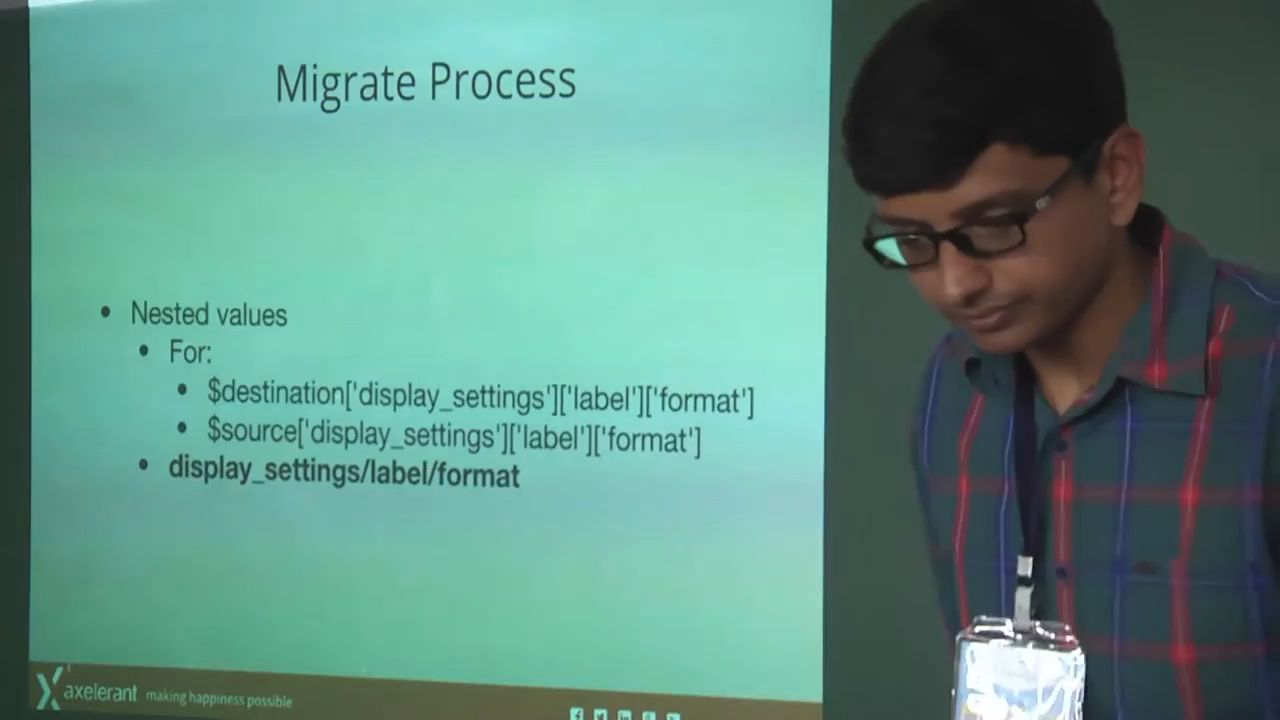 Migrate Process
• Nested values
• For:
• $destination['display_settings']['label']['format']
• $source['display_settings']['label']['format']
• display_settings/label/format
axelerant making happiness possible